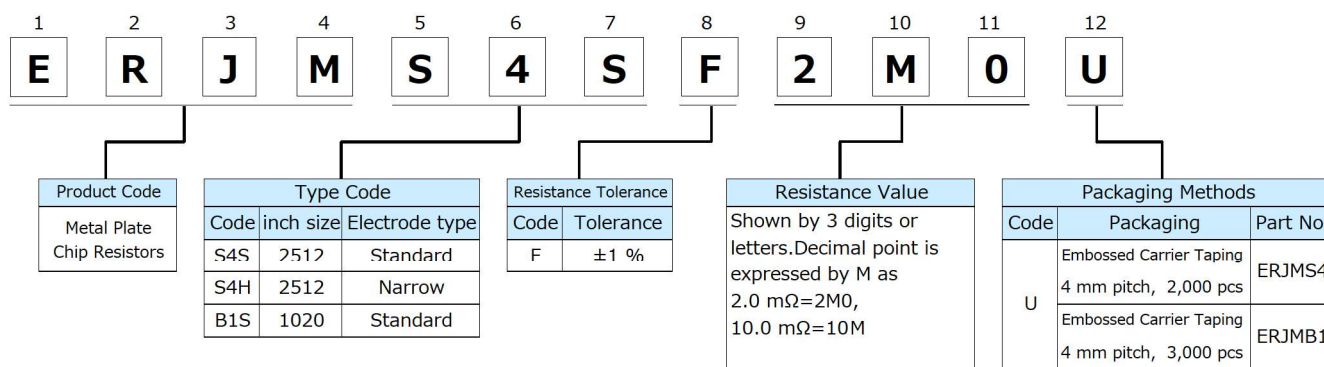 1 2 3 4 5 6 7 8 9 10 11 12
E R J M S 4 S F 2 M 0 U
Product Code
Metal Plate
Chip Resistors
Type Code
Code inch size Electrode type
S4S 2512 Standard
S4H 2512 Narrow
B1S 1020 Standard
Resistance Tolerance
Code Tolerance
F ±1 %
Resistance Value
Shown by 3 digits or
letters.Decimal point is
expressed by M as
2.0 mΩ=2M0,
10.0 mΩ=10M
Packaging Methods
Code Packaging Part No
U
Embossed Carrier Taping
4 mm pitch, 2,000 pcs
ERJMS4
Embossed Carrier Taping
4 mm pitch, 3,000 pcs
ERJMB1